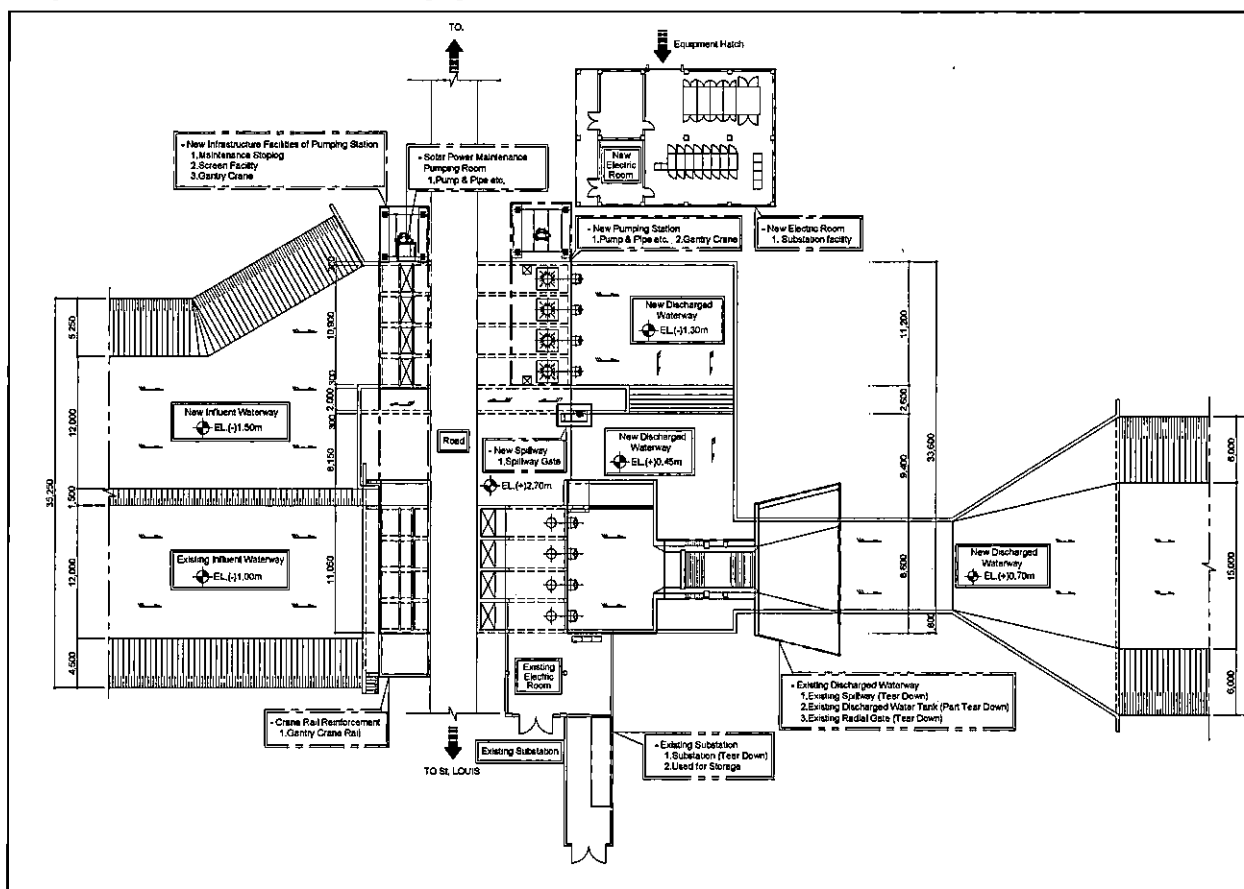 TO.
Equipment Hatch
- New Infrastructure Facilities of Pumping Station
1,Maintenance Stoplog
2,Screen Facility
3,Gantry Crane
- Solar Power Maintenance
Pumping Room
1,Pump & Pipe etc,
New
Electric
Room
- New Pumping Station
1.Pump & Pipe etc, 2.Gantry Crane
- New Electric Room
1. Substation facility
New Discharged
Waterway
EL.(-)1,30m
New Influent Waterway
EL.(-)1.50m
Road
- New Spillway
1,Spillway Gate
EL.(+)2,70m
New Discharged
Waterway
EL.(+)0.45m
Existing Influent Waterway
EL.(-)1,00m
New Discharged
Waterway
EL.(+)0,70m
Existing
Electric
Room
- Existing Discharged Waterway
1.Existing Spillway (Tear Down)
2.Existing Discharged Water Tank (Part Tear Down)
3.Existing Radial Gate (Tear Down)
- Crane Rail Reinforcement
1.Gantry Crane Rail
TO St, LOUIS
Existing Substation
- Existing Substation
1.Substation (Tear Down)
2.Used for Storage
35,250
5,250
12,000
1,500
12,000
4,500
10,900
300
2,000
300
11,050
11,200
2,600
9,400
33,600
6,000
15,000
6,000